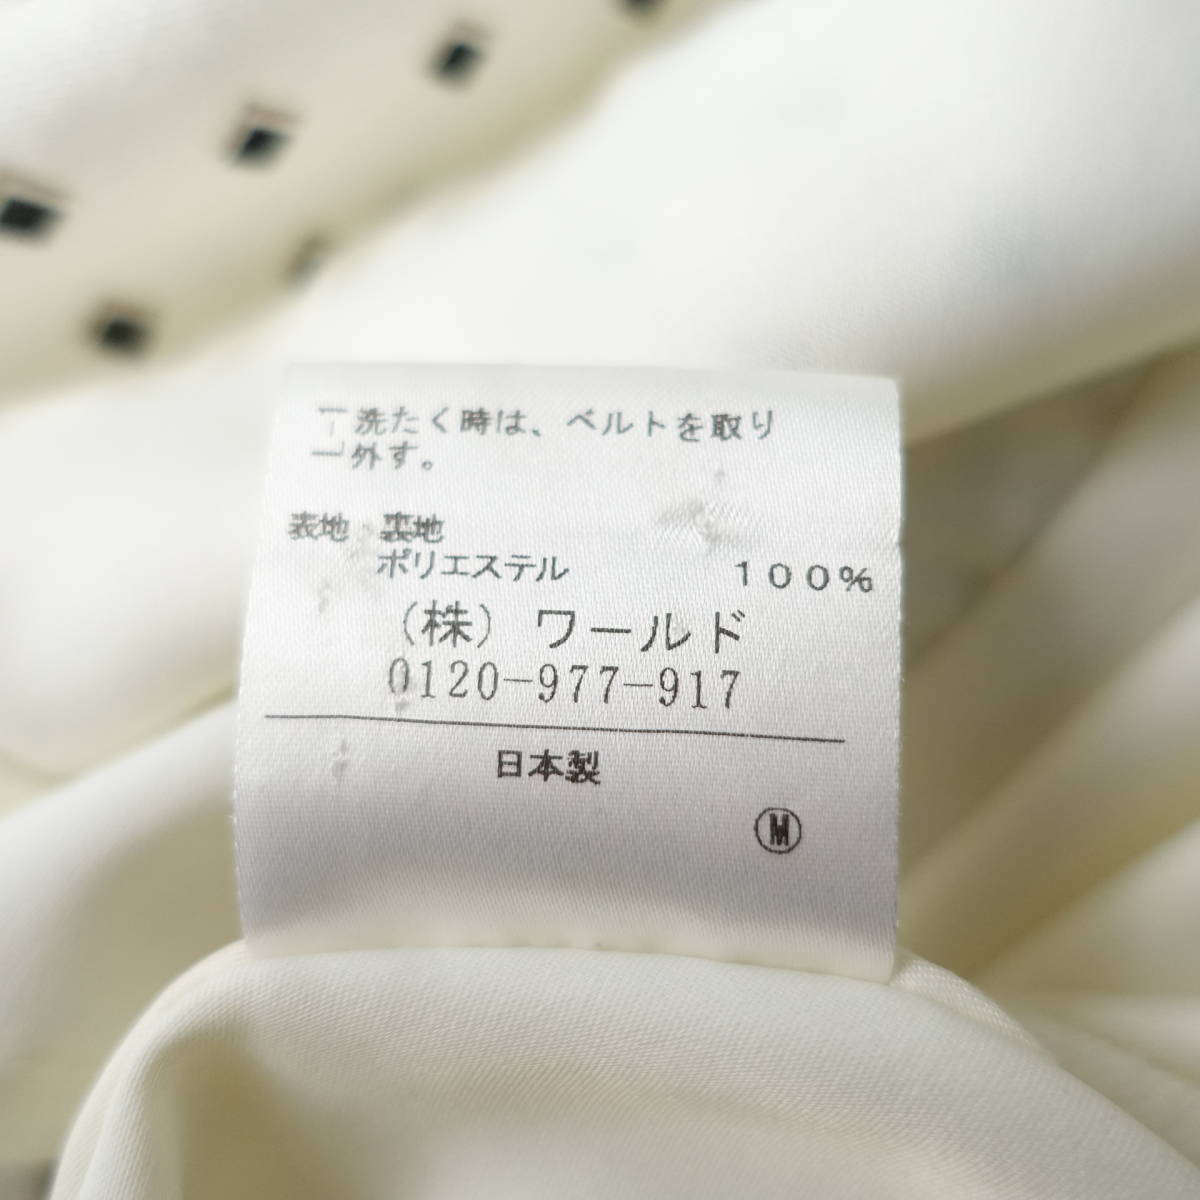 洗たく時は、ベルトを取り
外す。
表地 裏地
ポリエステル 100%
(株) ワールド
0120-977-917
日本製
M